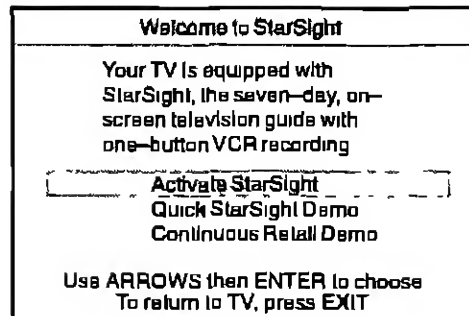 Welcome to StarSight
Your TV is equipped with
StarSight, the seven-day, on-
screen television guide with
one-button VCR recording
Activate StarSight
Quick StarSight Demo
Continuous Retail Demo
Use ARROWS then ENTER to choose
To return to TV, press EXIT